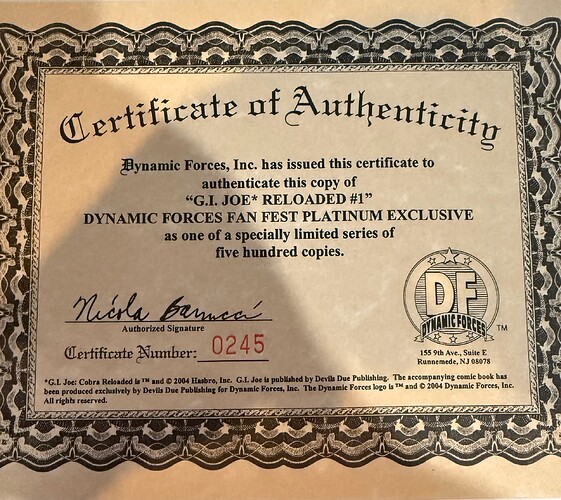 Certificate of Authenticity
Dynamic Forces, Inc. has issued this certificate to
authenticate this copy of
“G.I. JOE* RELOADED #1”
DYNAMIC FORCES FAN FEST PLATINUM EXCLUSIVE
as one of a specially limited series of
five hundred copies.
Nicola Barrucci
Authorized Signature
Certificate Number: 0245
DF
DYNAMIC FORCES
TM
155 9th Ave., Suite E
Runnemede, NJ 08078
*G.I. Joe: Cobra Reloaded is ™ and © 2004 Hasbro, Inc. G.I. Joe is published by Devils Due Publishing. The accompanying comic book has
been produced exclusively by Devils Due Publishing for Dynamic Forces, Inc. The Dynamic Forces logo is ™ and © 2004 Dynamic Forces, Inc.
All rights reserved.